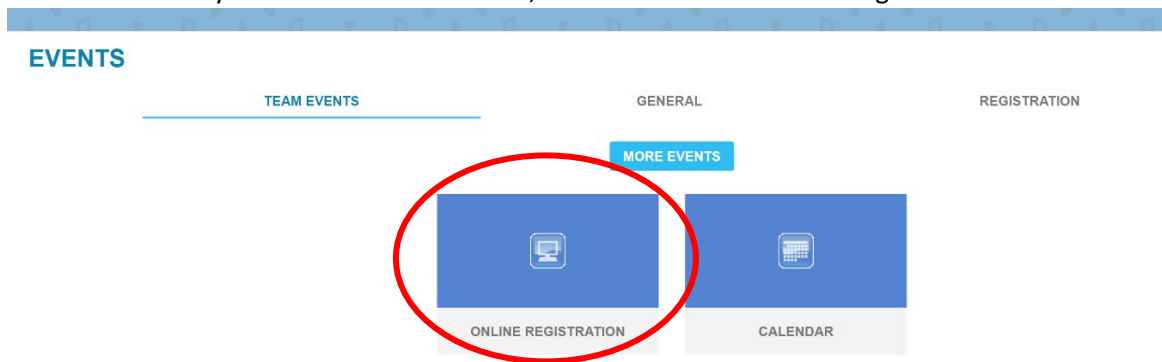 EVENTS
TEAM EVENTS GENERAL REGISTRATION
MORE EVENTS
ONLINE REGISTRATION CALENDAR